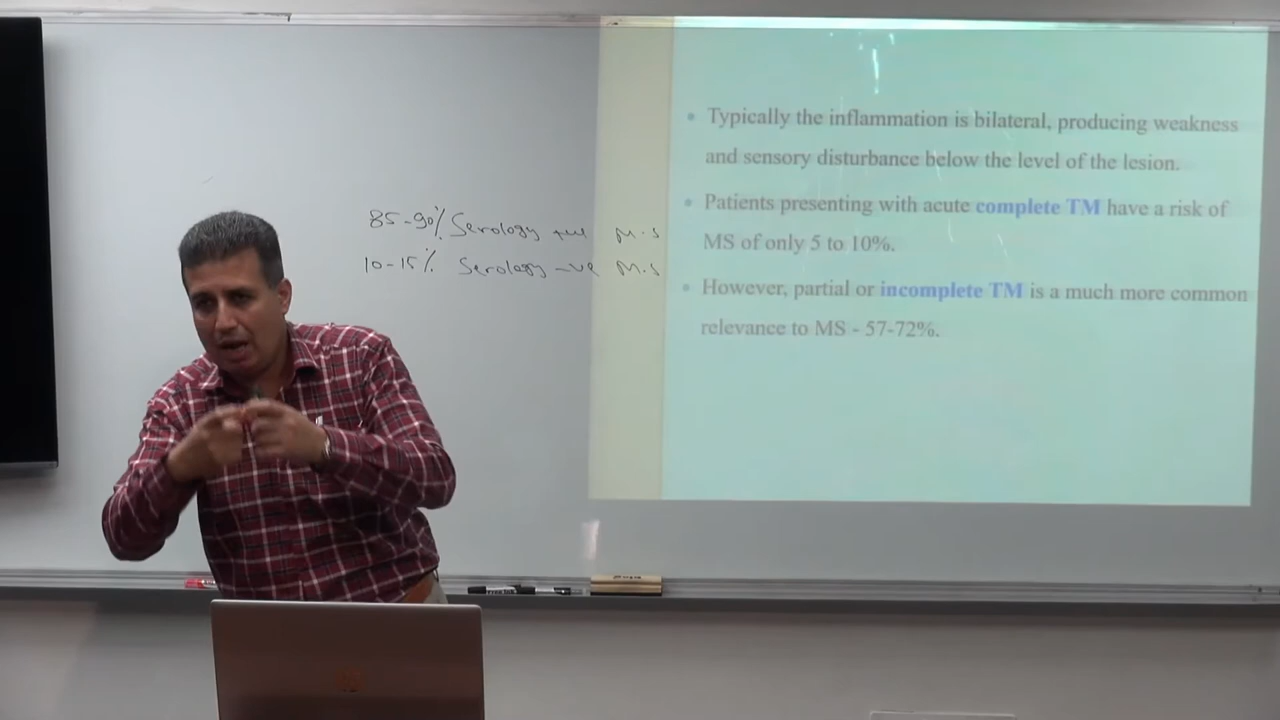 85-90% Serology +ve M.S
10-15% Serology -ve M.S
• Typically the inflammation is bilateral, producing weakness
and sensory disturbance below the level of the lesion.
• Patients presenting with acute complete TM have a risk of
MS of only 5 to 10%.
• However, partial or incomplete TM is a much more common
relevance to MS - 57-72%.